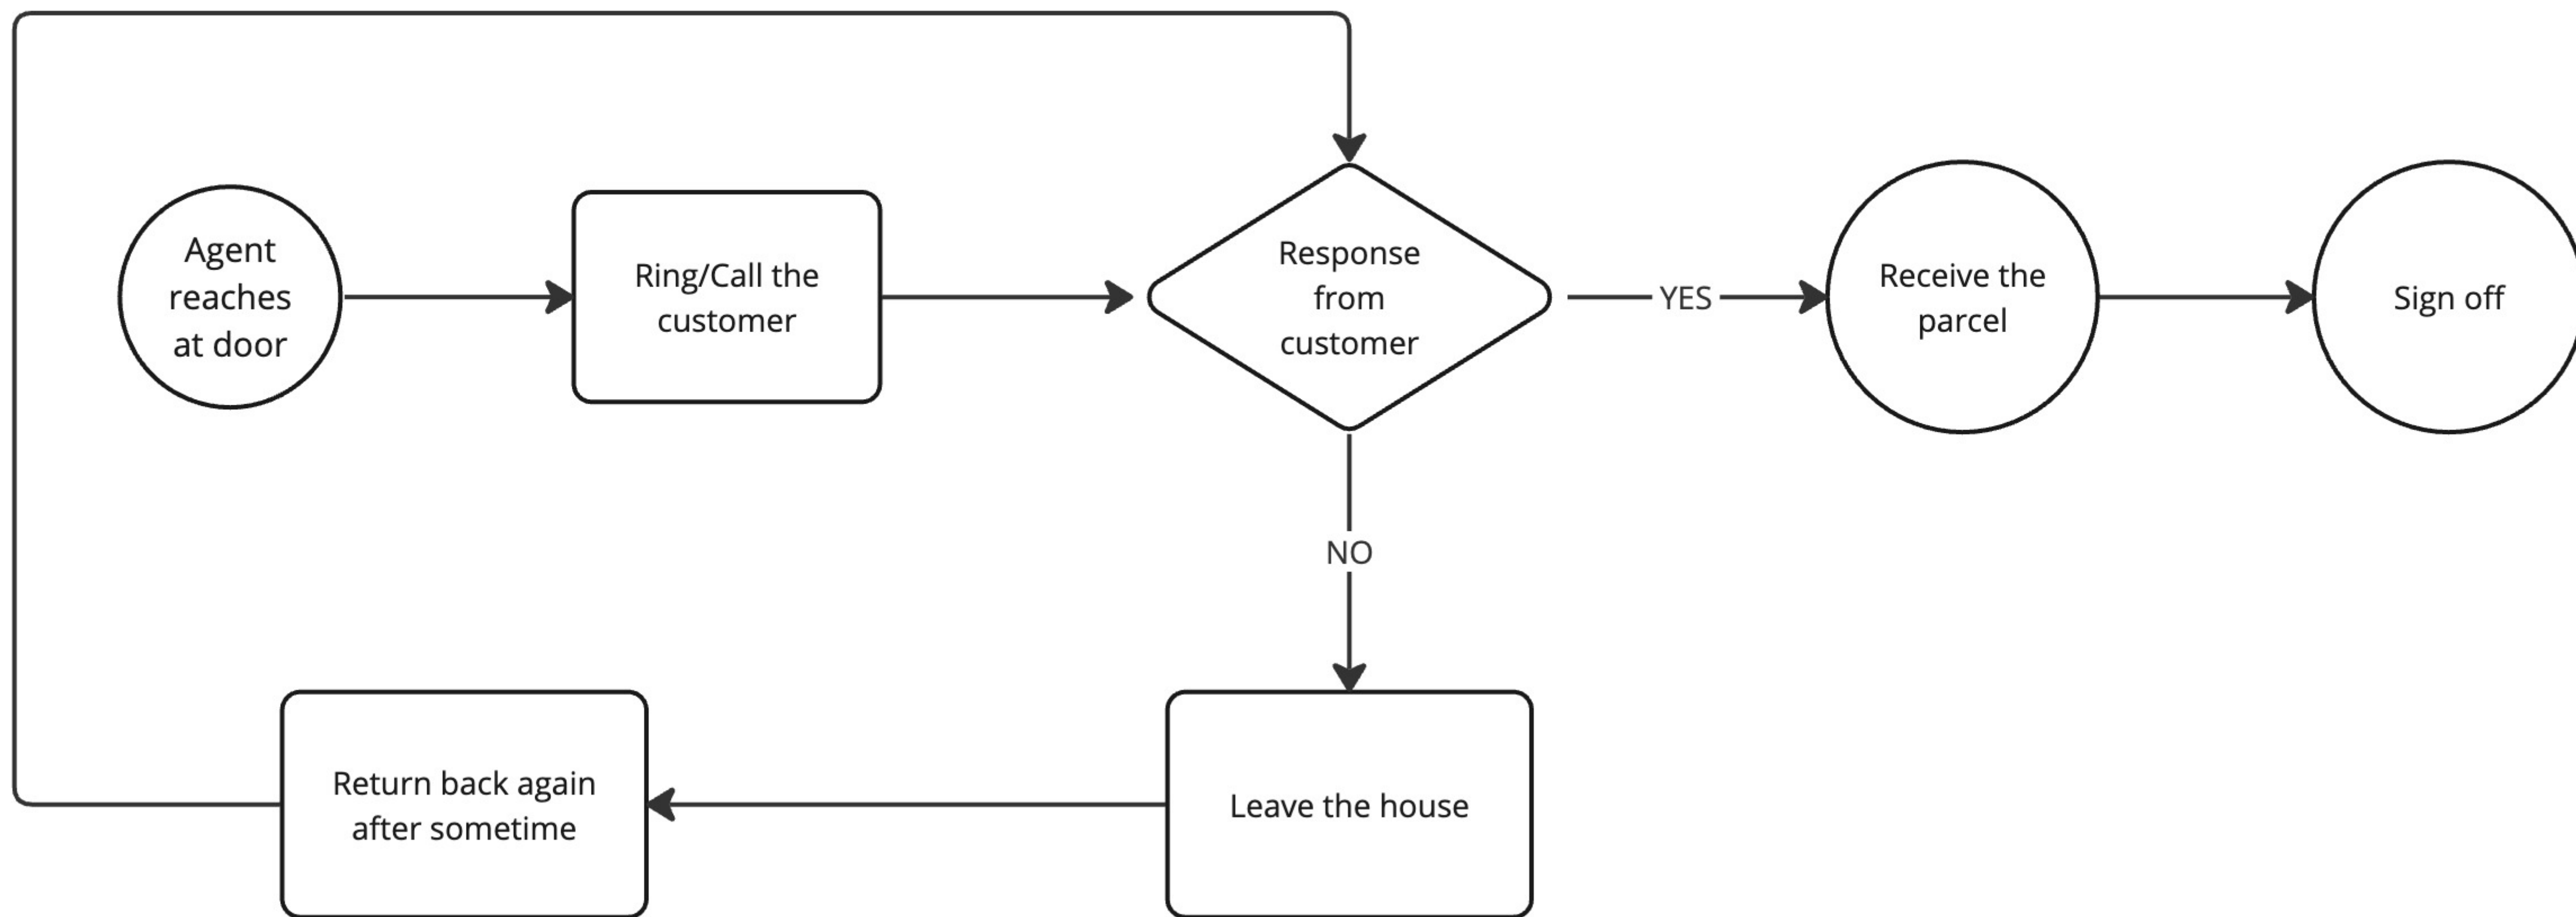 Agent
reaches
at door
Ring/Call the
customer
Response
from
customer
YES
Receive the
parcel
Sign off
NO
Return back again
after sometime
Leave the house